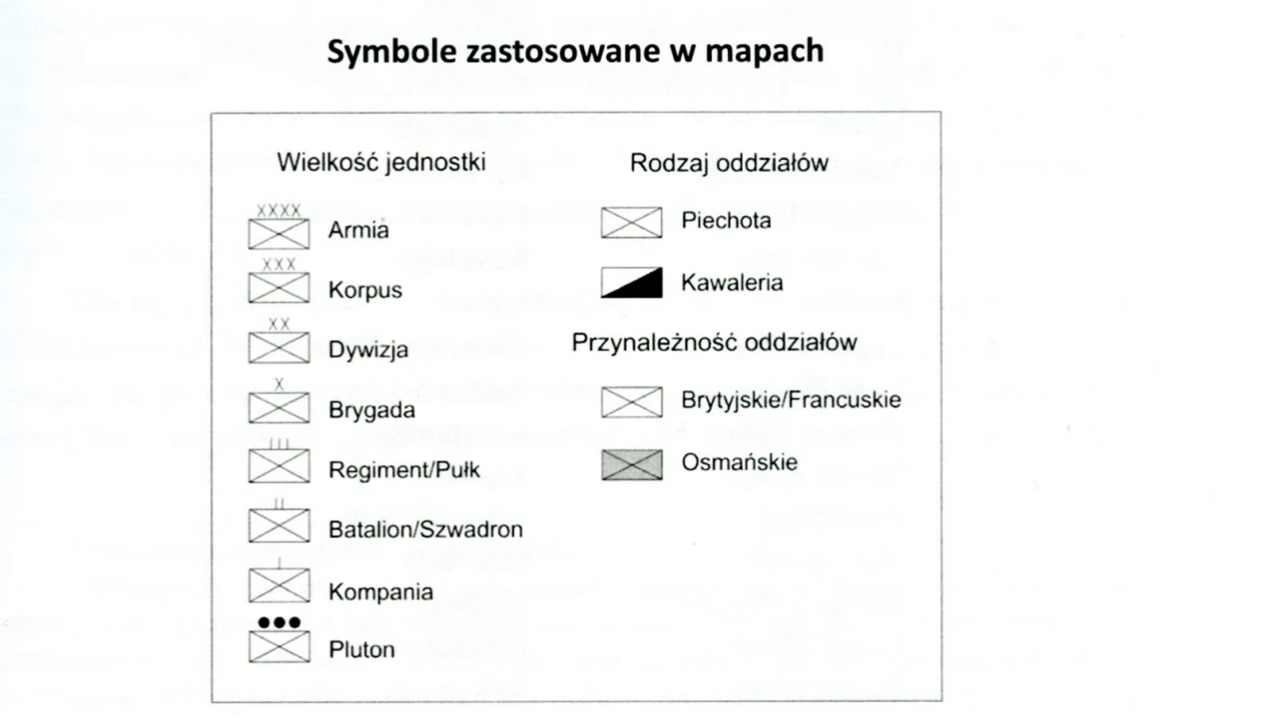 Symbole zastosowane w mapach
Wielkość jednostki
XXXX
Armia
XXX
Korpus
XX
Dywizja
X
Brygada
III
Regiment/Pułk
II
Batalion/Szwadron
I
Kompania
●●●
Pluton
Rodzaj oddziałów
Piechota
Kawaleria
Przynależność oddziałów
Brytyjskie/Francuskie
Osmańskie